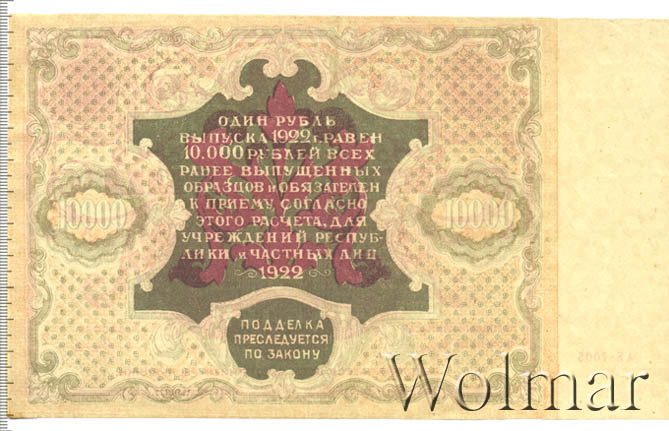 ОДИН РУБЛЬ
ВЫПУСКА 1922 Г. РАВЕН
10.000 РУБЛЕЙ ВСЕХ
РАНЕЕ ВЫПУЩЕННЫХ
ОБРАЗЦОВ И ОБЯЗАТЕЛЕН
К ПРИЕМУ, СОГЛАСНО
ЭТОГО РАСЧЕТА, ДЛЯ
УЧРЕЖДЕНИЙ РЕСПУБ-
ЛИКИ И ЧАСТНЫХ ЛИЦ
1922
10000
10000
ПОДДЕЛКА
ПРЕСЛЕДУЕТСЯ
ПО ЗАКОНУ
Wolmar